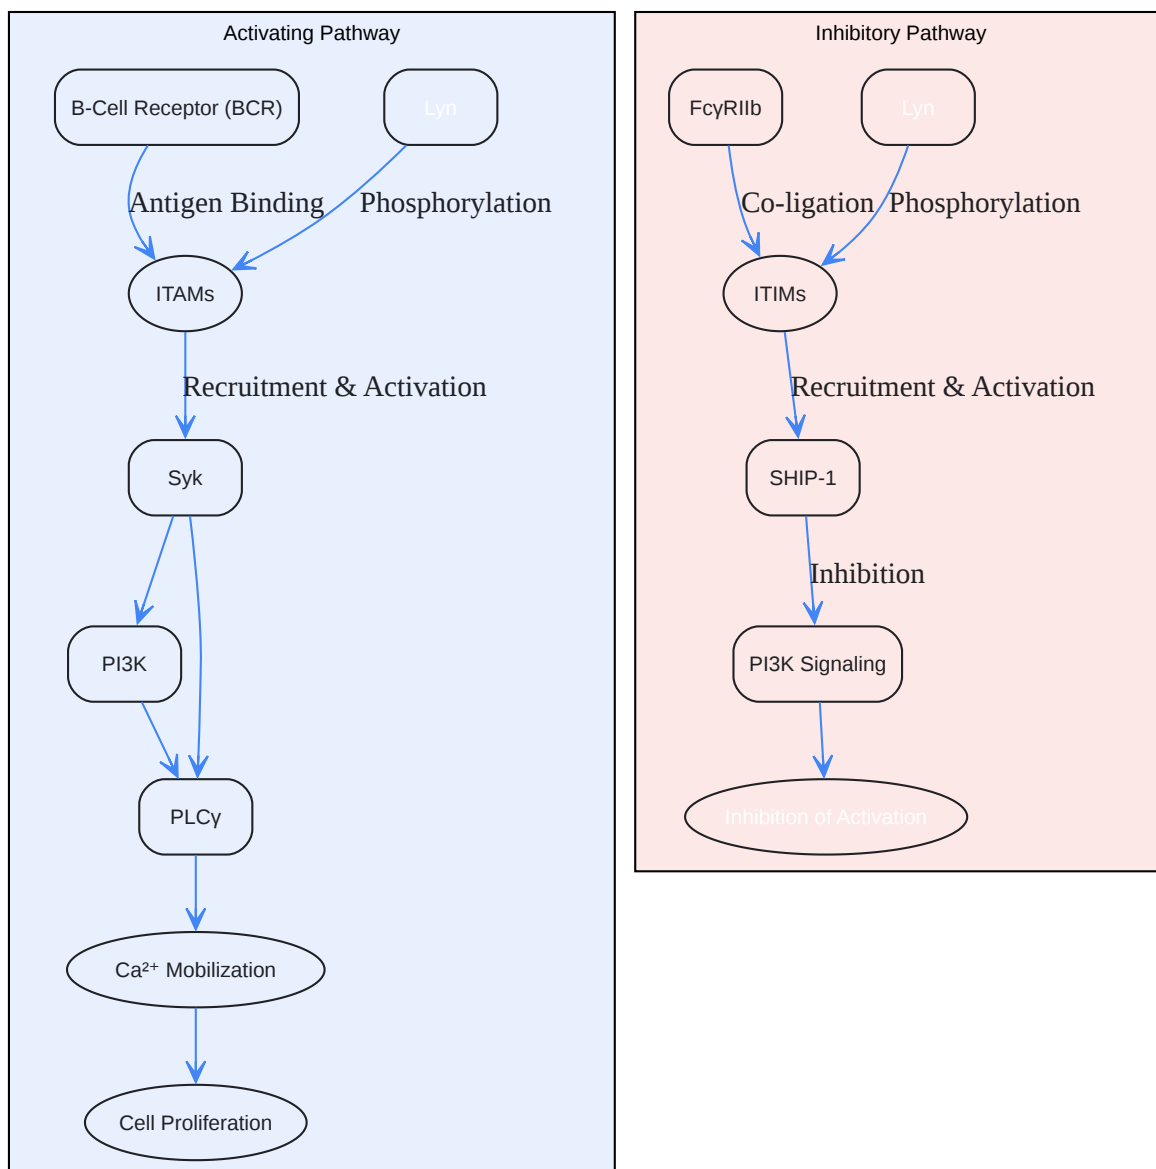 Activating Pathway
B-Cell Receptor (BCR)
Lyn
Antigen Binding
Phosphorylation
ITAMs
Recruitment & Activation
Syk
PI3K
PLCγ
Ca²⁺ Mobilization
Cell Proliferation
Inhibitory Pathway
FcγRIIb
Lyn
Co-ligation
Phosphorylation
ITIMs
Recruitment & Activation
SHIP-1
Inhibition
PI3K Signaling
Inhibition of Activation